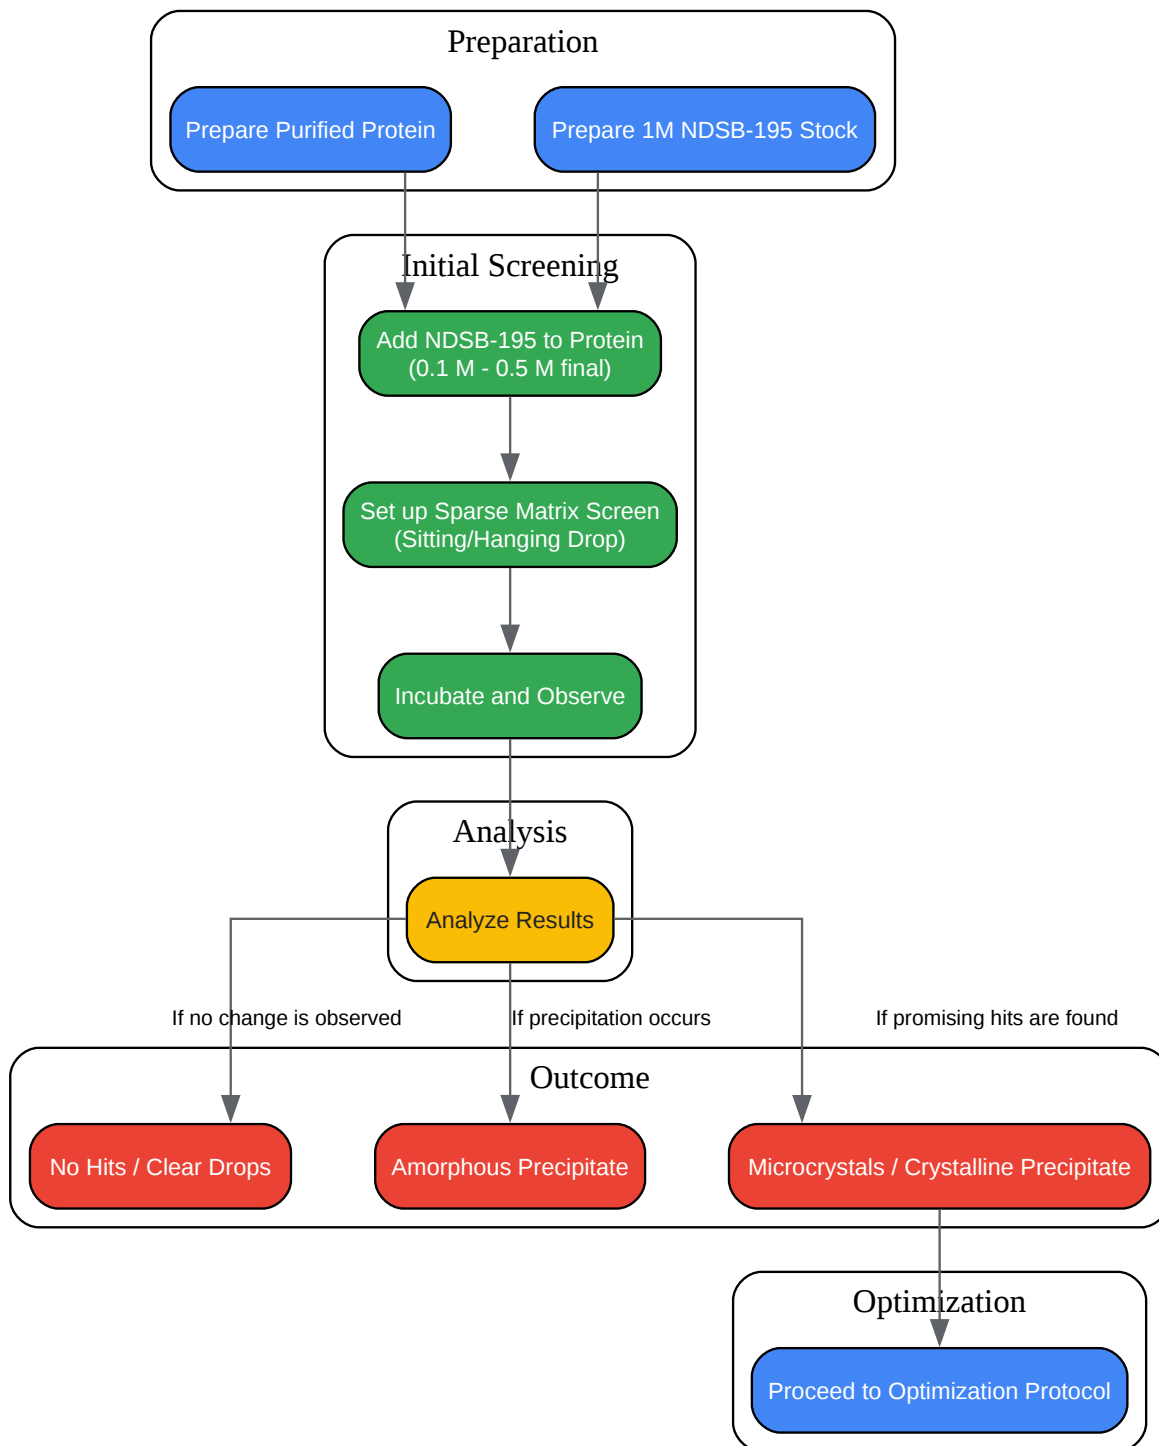 Preparation
Prepare Purified Protein
Prepare 1M NDSB-195 Stock
Initial Screening
Add NDSB-195 to Protein
(0.1 M - 0.5 M final)
Set up Sparse Matrix Screen
(Sitting/Hanging Drop)
Incubate and Observe
Analysis
Analyze Results
If no change is observed
If precipitation occurs
If promising hits are found
Outcome
No Hits / Clear Drops
Amorphous Precipitate
Microcrystals / Crystalline Precipitate
Optimization
Proceed to Optimization Protocol